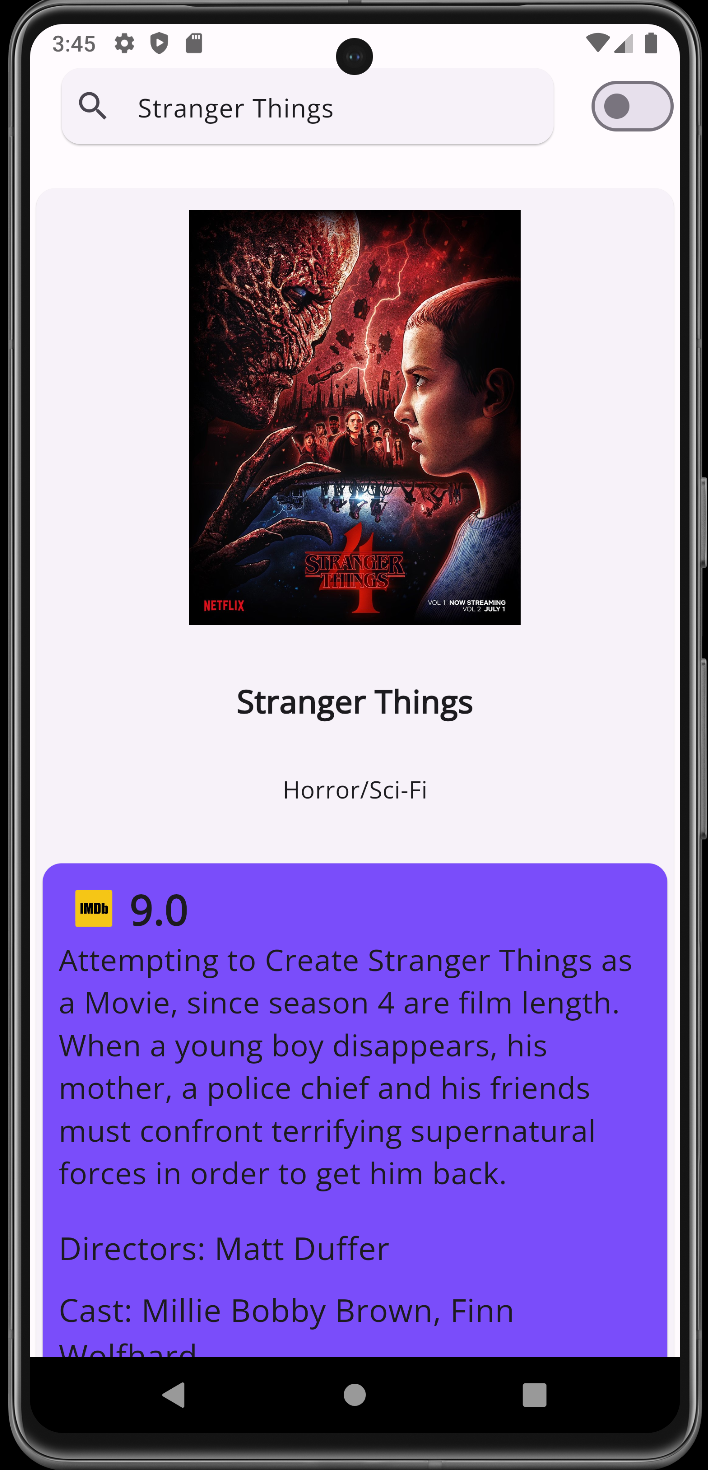 3:45
Stranger Things
STRANGER
THINGS
4
NETFLIX
VOL 1 NOW STREAMING
VOL 2 JULY 1
Stranger Things
Horror/Sci-Fi
IMDb 9.0
Attempting to Create Stranger Things as
a Movie, since season 4 are film length.
When a young boy disappears, his
mother, a police chief and his friends
must confront terrifying supernatural
forces in order to get him back.
Directors: Matt Duffer
Cast: Millie Bobby Brown, Finn
Wolfhard